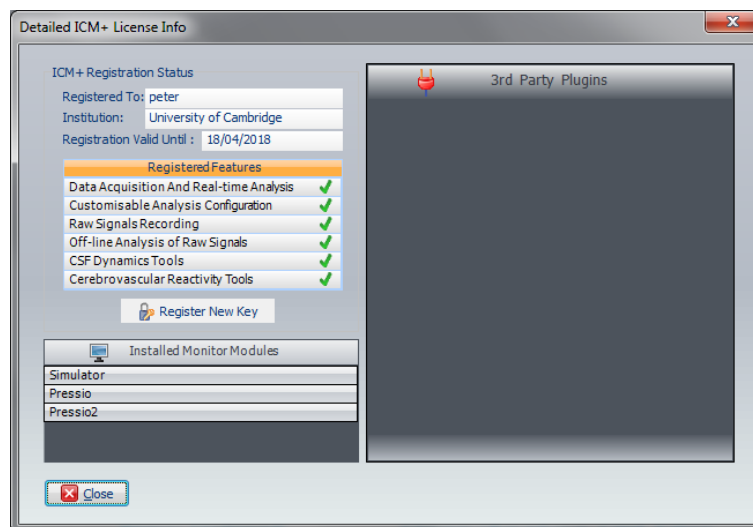 Detailed ICM+ License Info
ICM+ Registration Status
Registered To: peter
Institution: University of Cambridge
Registration Valid Until : 18/04/2018
Registered Features
Data Acquisition And Real-time Analysis
Customisable Analysis Configuration
Raw Signals Recording
Off-line Analysis of Raw Signals
CSF Dynamics Tools
Cerebrovascular Reactivity Tools
Register New Key
Installed Monitor Modules
Simulator
Pressio
Pressio2
Close
3rd Party Plugins